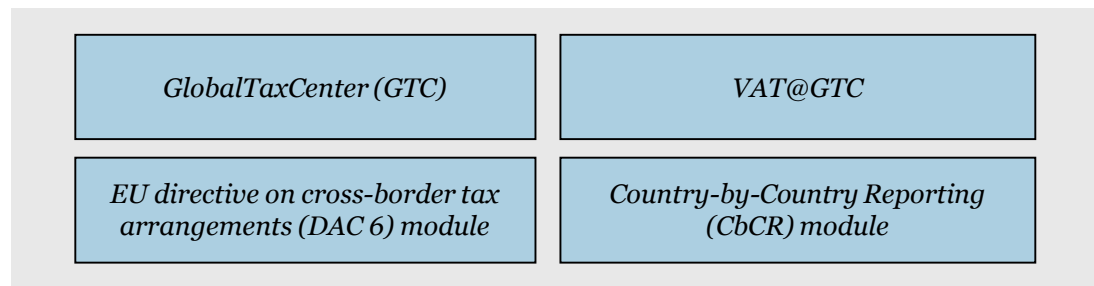 GlobalTaxCenter (GTC)
VAT@GTC
EU directive on cross-border tax
arrangements (DAC 6) module
Country-by-Country Reporting
(CbCR) module